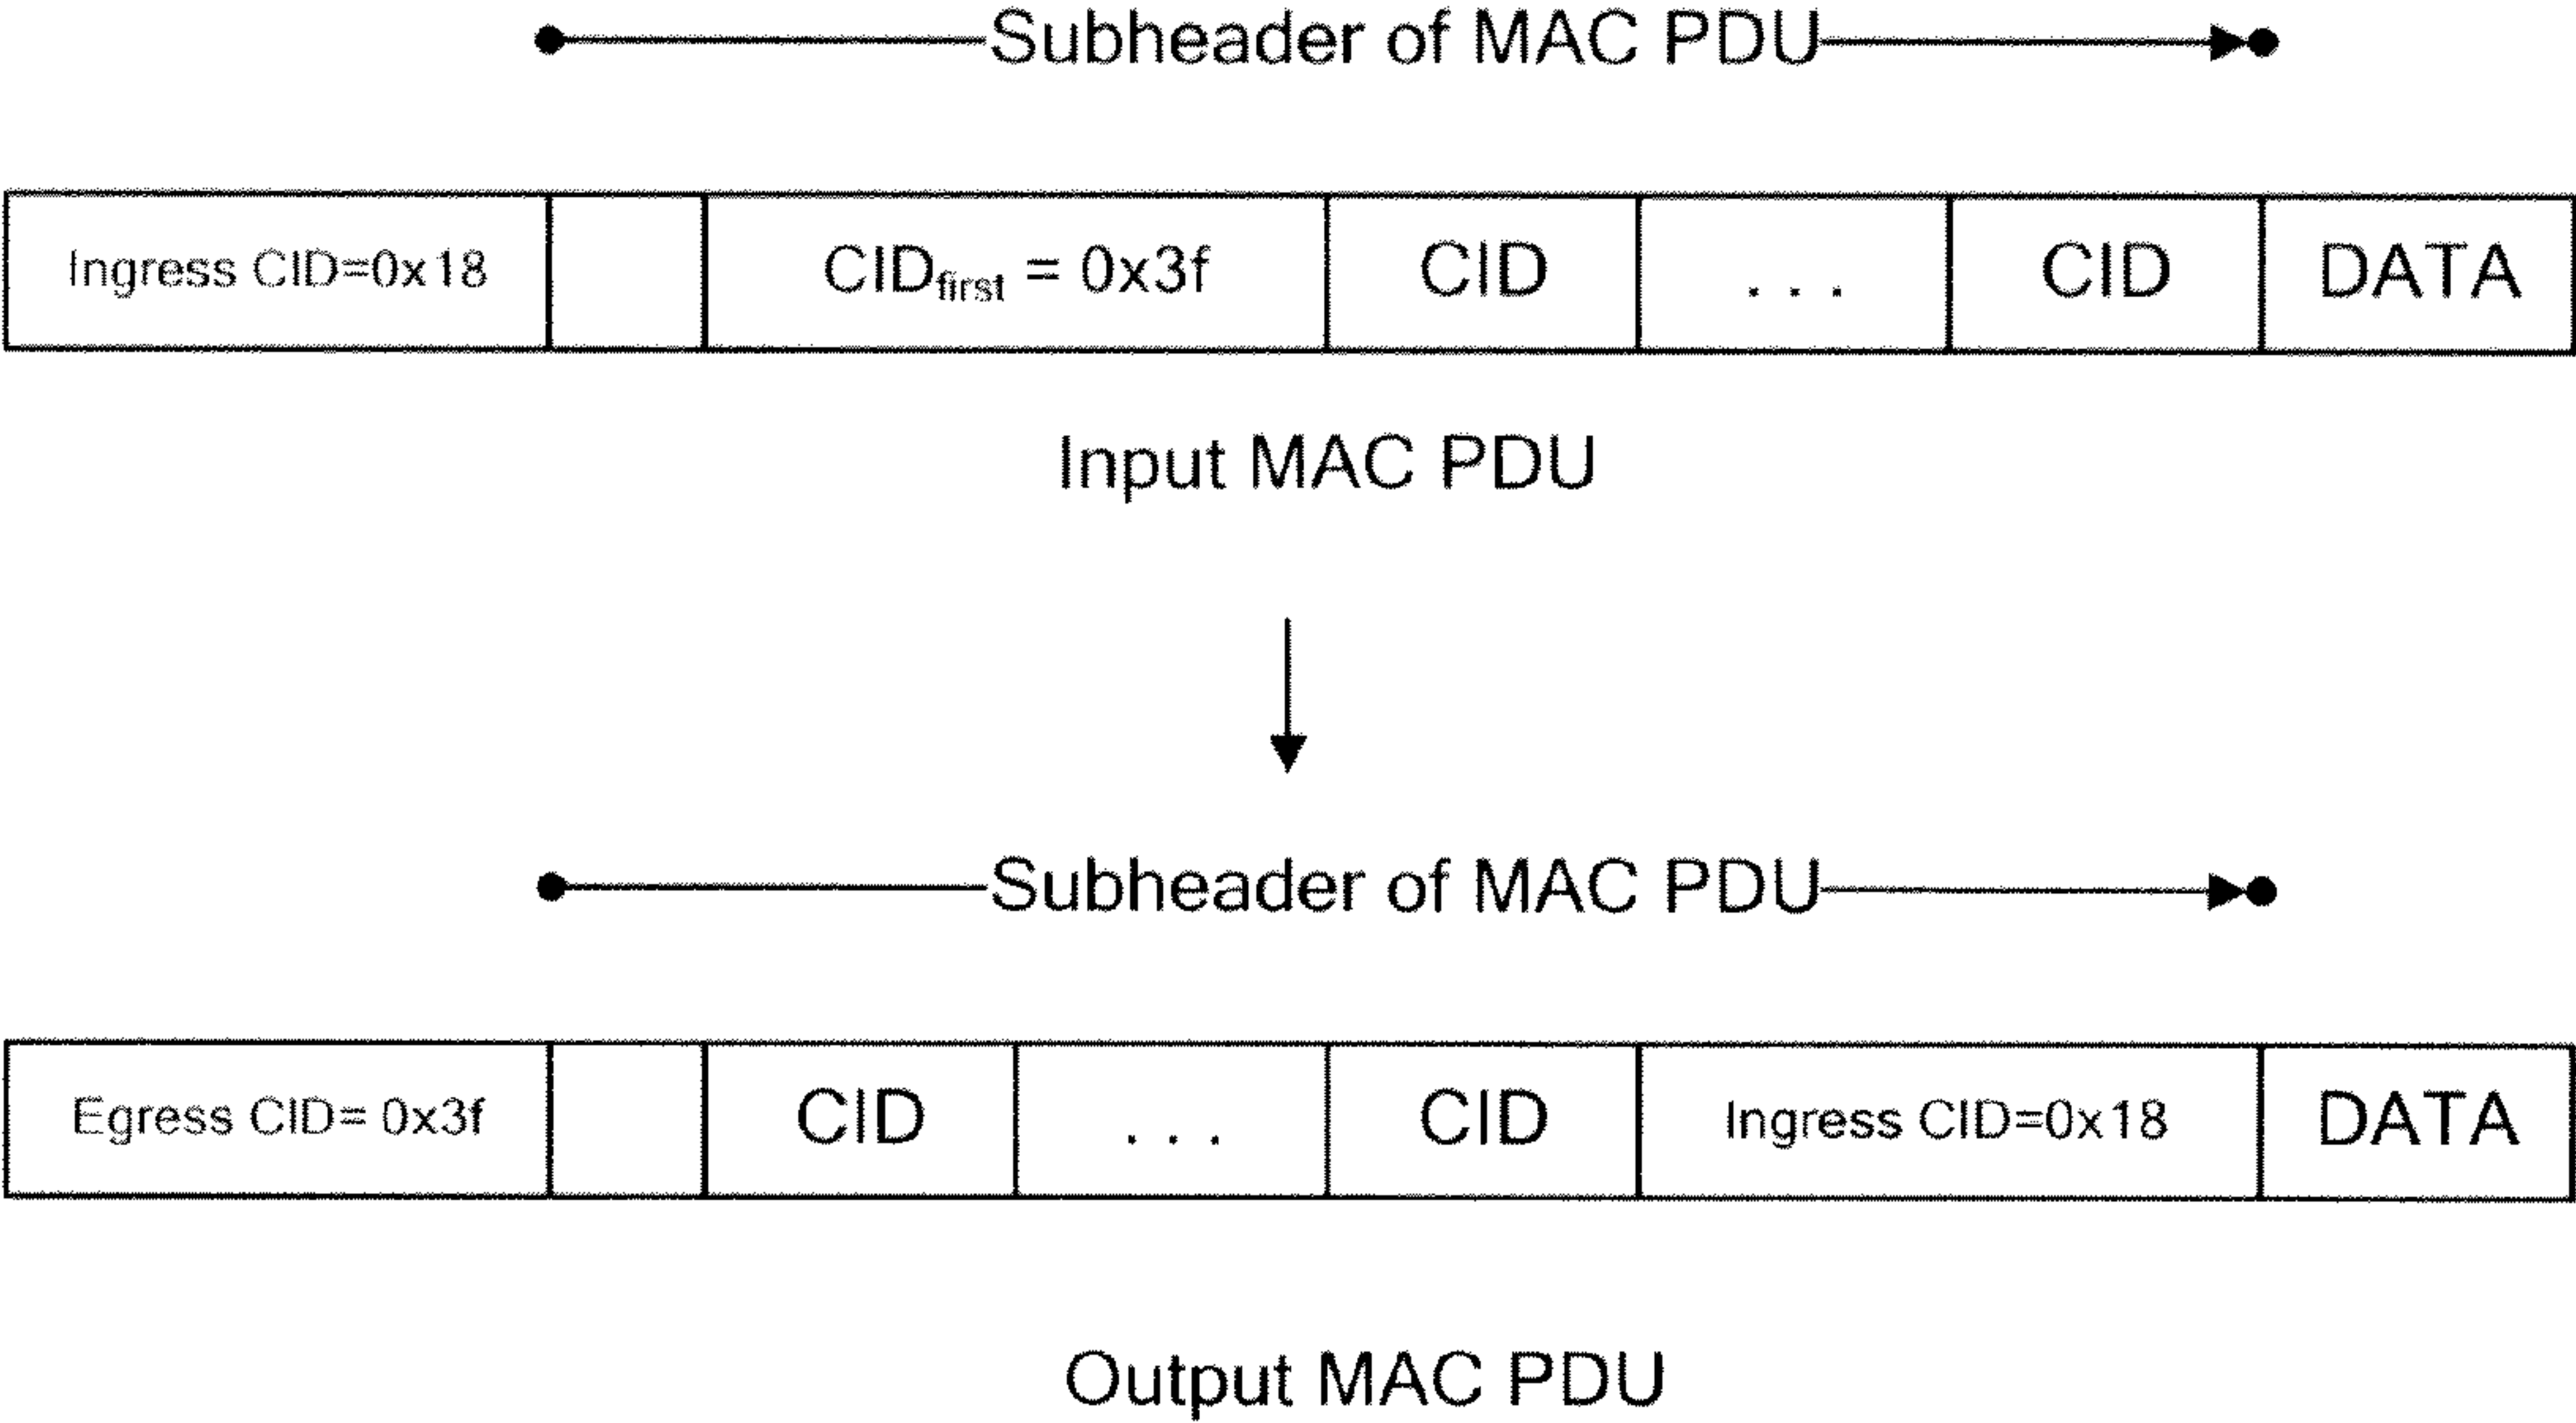 Subheader of MAC PDU
Ingress CID=0x18 CIDfirst = 0x3f CID ... CID DATA
Input MAC PDU
Subheader of MAC PDU
Egress CID= 0x3f CID ... CID Ingress CID=0x18 DATA
Output MAC PDU